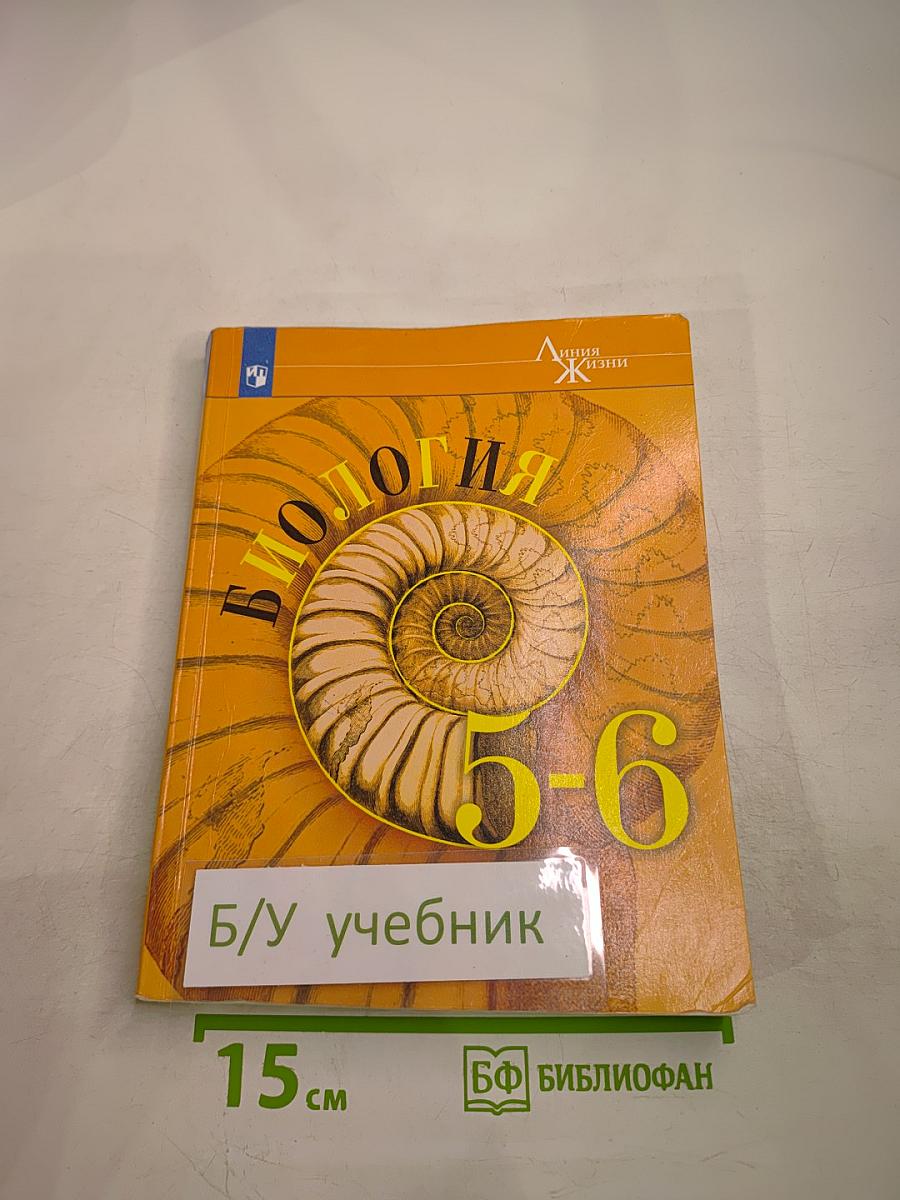 Линия
Жизни
БИОЛОГИЯ
5-6
Б/У учебник
15 см
БФ БИБЛИОФАН